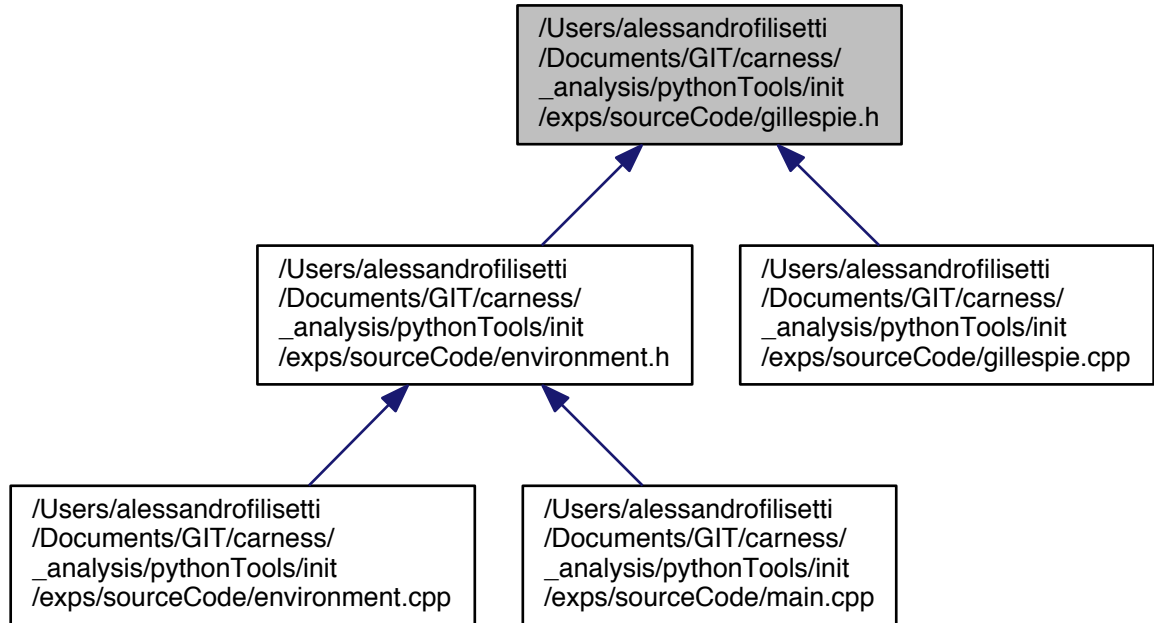 /Users/alessandrofilisetti
/Documents/GIT/carness/
_analysis/pythonTools/init
/exps/sourceCode/gillespie.h
/Users/alessandrofilisetti
/Documents/GIT/carness/
_analysis/pythonTools/init
/exps/sourceCode/environment.h
/Users/alessandrofilisetti
/Documents/GIT/carness/
_analysis/pythonTools/init
/exps/sourceCode/gillespie.cpp
/Users/alessandrofilisetti
/Documents/GIT/carness/
_analysis/pythonTools/init
/exps/sourceCode/environment.cpp
/Users/alessandrofilisetti
/Documents/GIT/carness/
_analysis/pythonTools/init
/exps/sourceCode/main.cpp